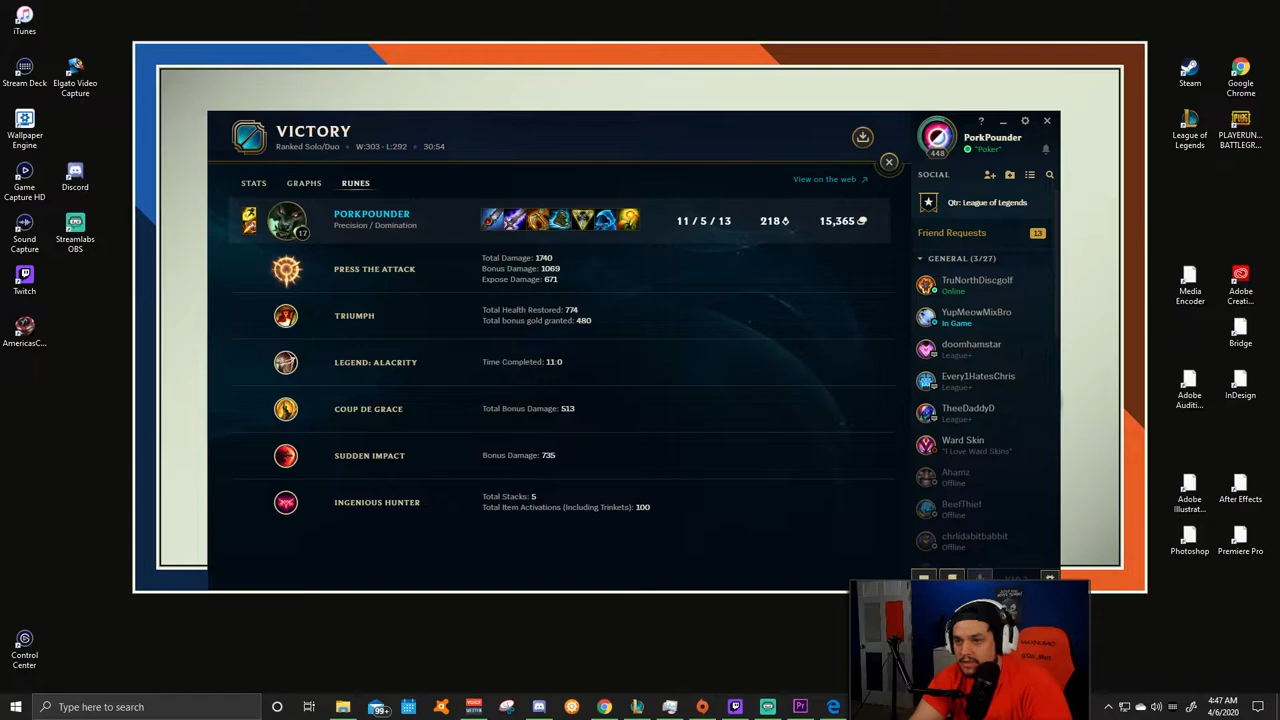 iTunes
Stream Deck
Elgato Video
Capture
Wallpaper
Engine
Game
Capture HD
Discord
Sound
Capture
Streamlabs
OBS
Twitch
AmericasC...
Control
Center
VICTORY
Ranked Solo/Duo
W:303 - L:292
30:54
STATS
GRAPHS
RUNES
View on the web
PORKPOUNDER
Precision / Domination
17
11 / 5 / 13
218
15,365
PRESS THE ATTACK
Total Damage: 1740
Bonus Damage: 1069
Expose Damage: 671
TRIUMPH
Total Health Restored: 774
Total bonus gold granted: 480
LEGEND: ALACRITY
Time Completed: 11:0
COUP DE GRACE
Total Bonus Damage: 513
SUDDEN IMPACT
Bonus Damage: 735
INGENIOUS HUNTER
Total Stacks: 5
Total Item Activations (Including Trinkets): 100
?
PorkPounder
"Poker"
448
SOCIAL
Qtr: League of Legends
Friend Requests
13
GENERAL (3/27)
TruNorthDiscgolf
Online
YupMeowMixBro
In Game
doomhamstar
League+
Every1HatesChris
League+
TheeDaddyD
League+
Ward Skin
"I Love Ward Skins"
Ahamz
Offline
BeefThief
Offline
chrlidabitbabbit
Offline
Steam
Google
Chrome
League of
Legends
PLAYERUN...
BATTLEGR...
Media
Encoder
Adobe
Creati...
Bridge
Adobe
Auditi...
InDesign
Adobe
Illustrat...
After Effects
Photoshop
Premiere Pro
MAXNOMIC
Type here to search
99+
4:47 AM
4/6/2020